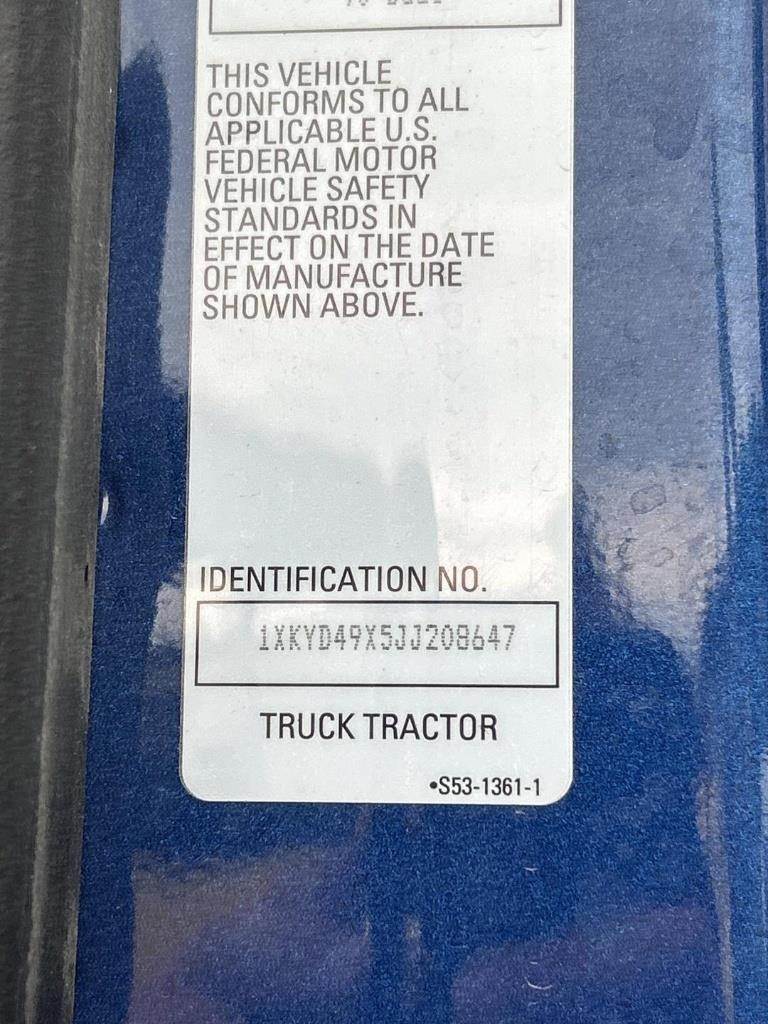 THIS VEHICLE
CONFORMS TO ALL
APPLICABLE U.S.
FEDERAL MOTOR
VEHICLE SAFETY
STANDARDS IN
EFFECT ON THE DATE
OF MANUFACTURE
SHOWN ABOVE.
IDENTIFICATION NO.
1XKYD49X5JJ208647
TRUCK TRACTOR
•S53-1361-1